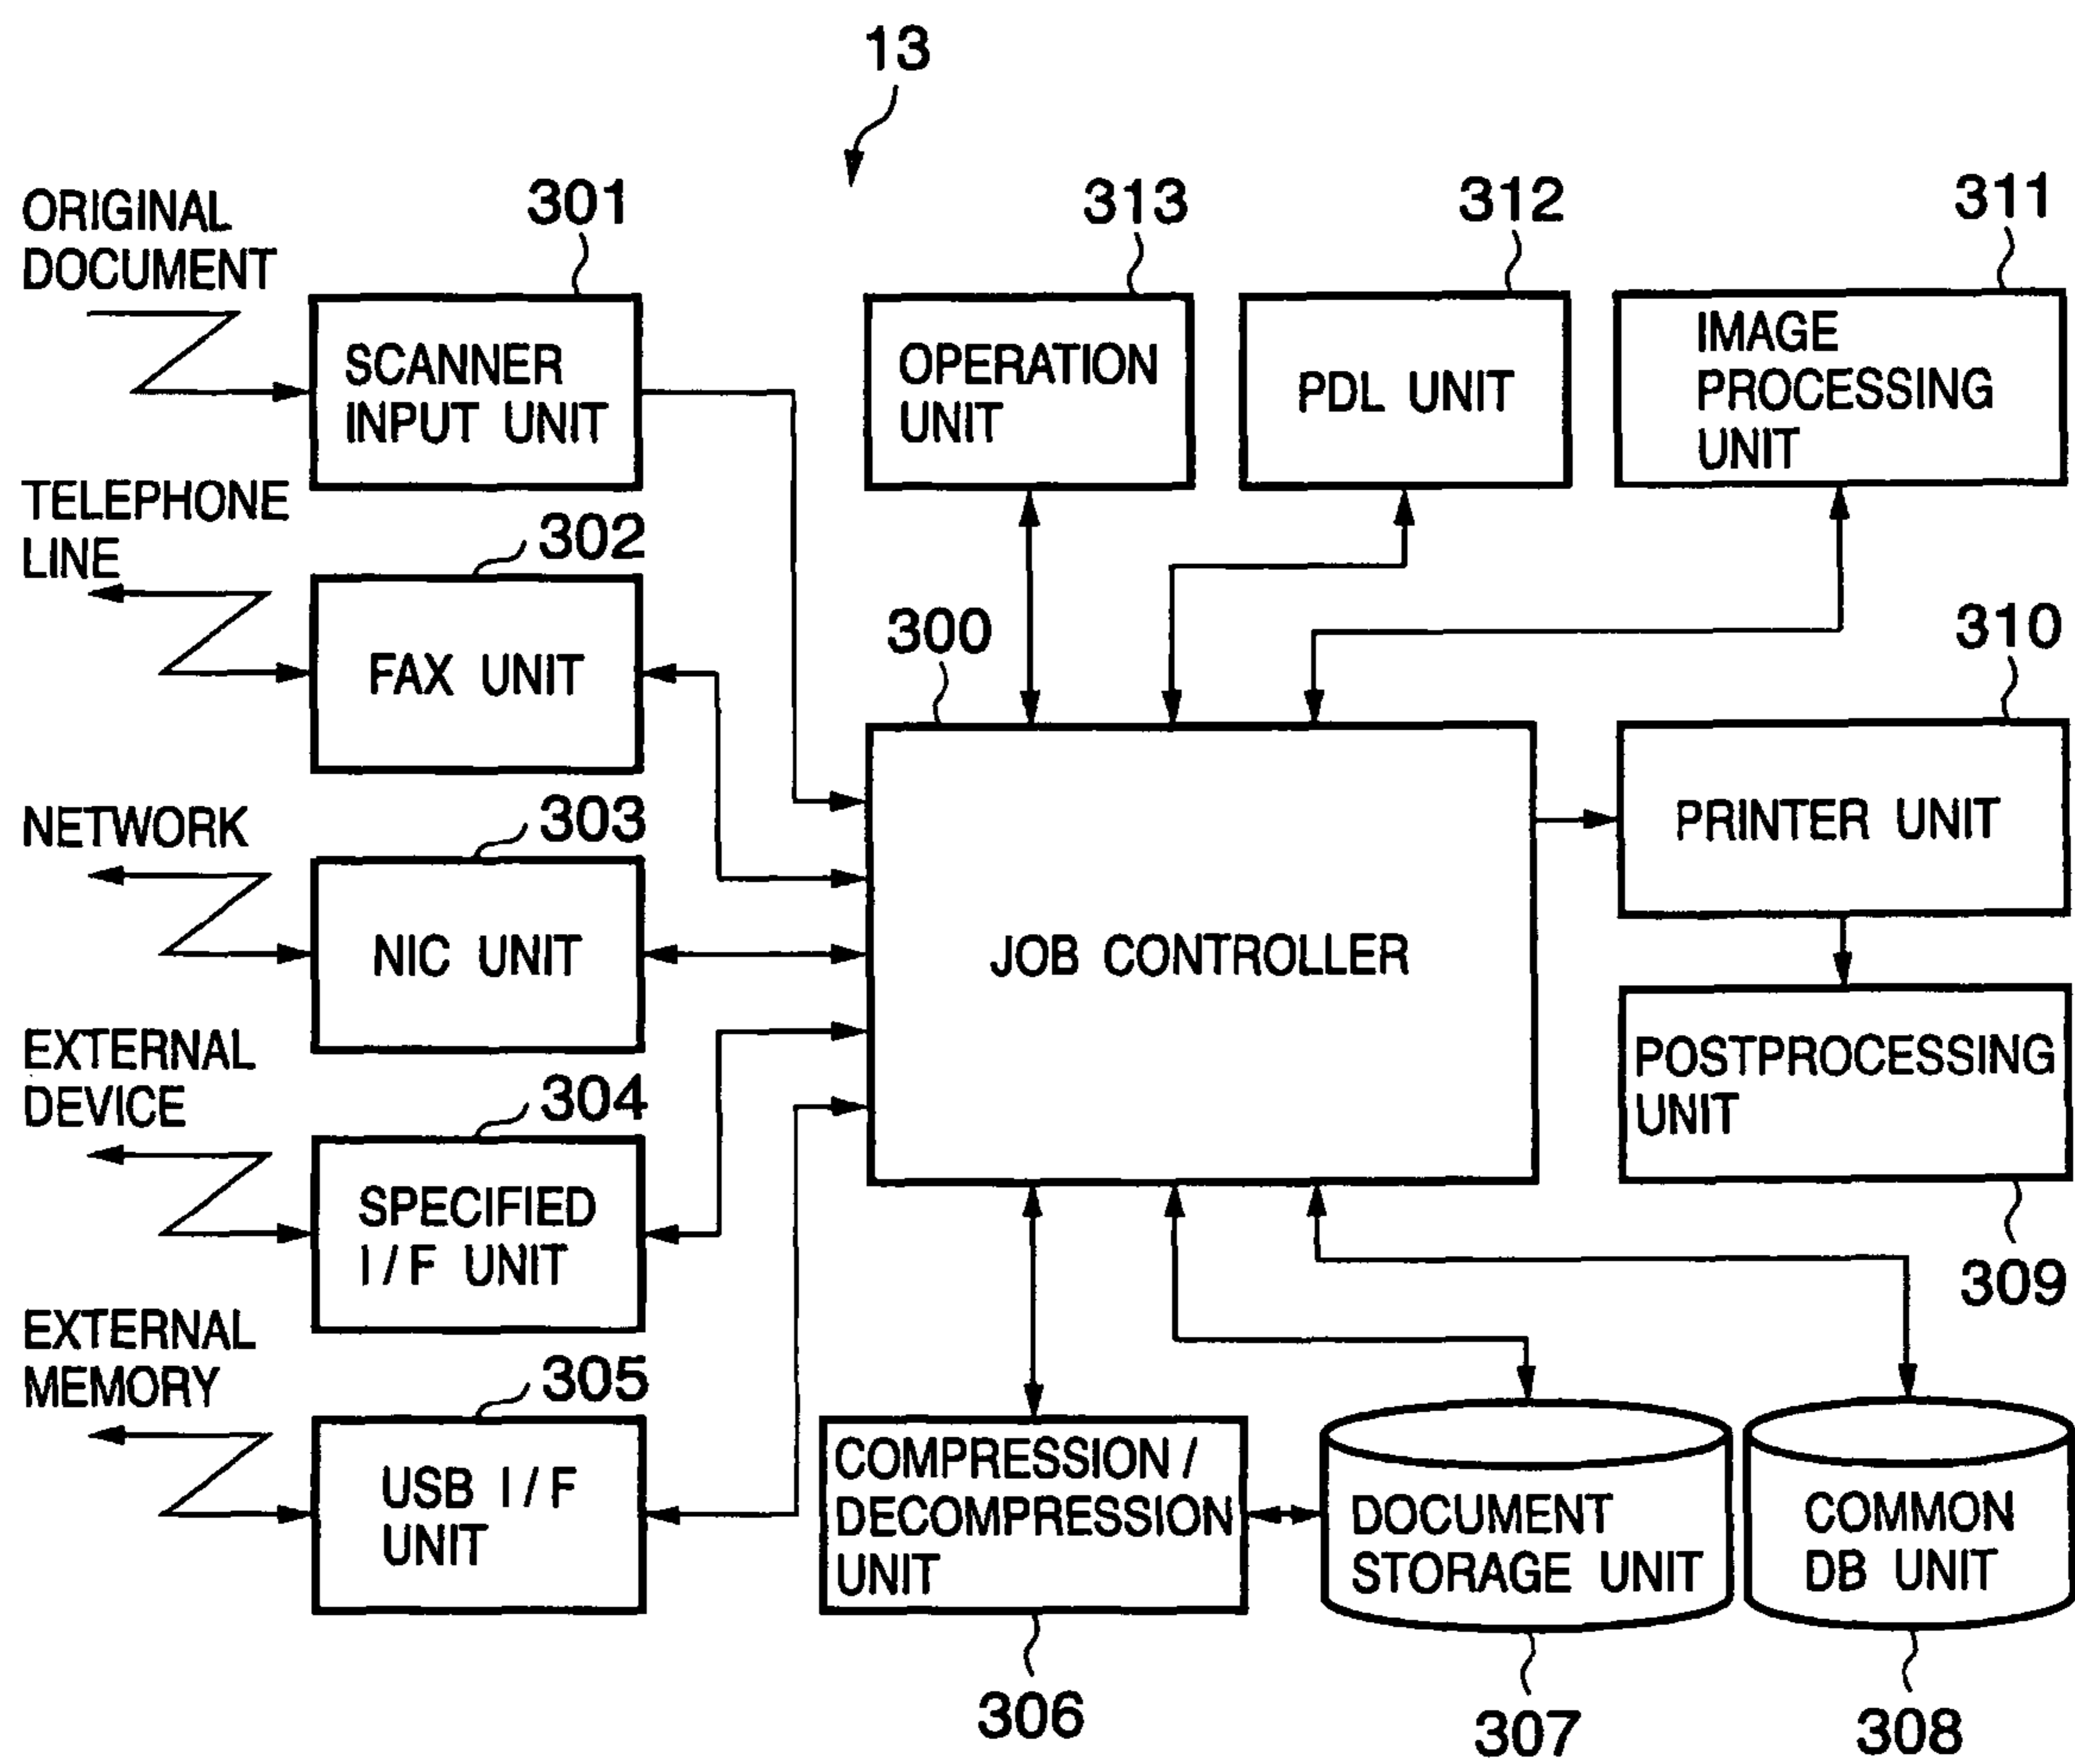 13
ORIGINAL
DOCUMENT
301
SCANNER
INPUT UNIT
313
OPERATION
UNIT
312
PDL UNIT
311
IMAGE
PROCESSING
UNIT
TELEPHONE
LINE
302
FAX UNIT
300
JOB CONTROLLER
310
PRINTER UNIT
NETWORK
303
NIC UNIT
POSTPROCESSING
UNIT
309
EXTERNAL
DEVICE
304
SPECIFIED
I/F UNIT
EXTERNAL
MEMORY
305
USB I/F
UNIT
COMPRESSION/
DECOMPRESSION
UNIT
306
DOCUMENT
STORAGE UNIT
307
COMMON
DB UNIT
308